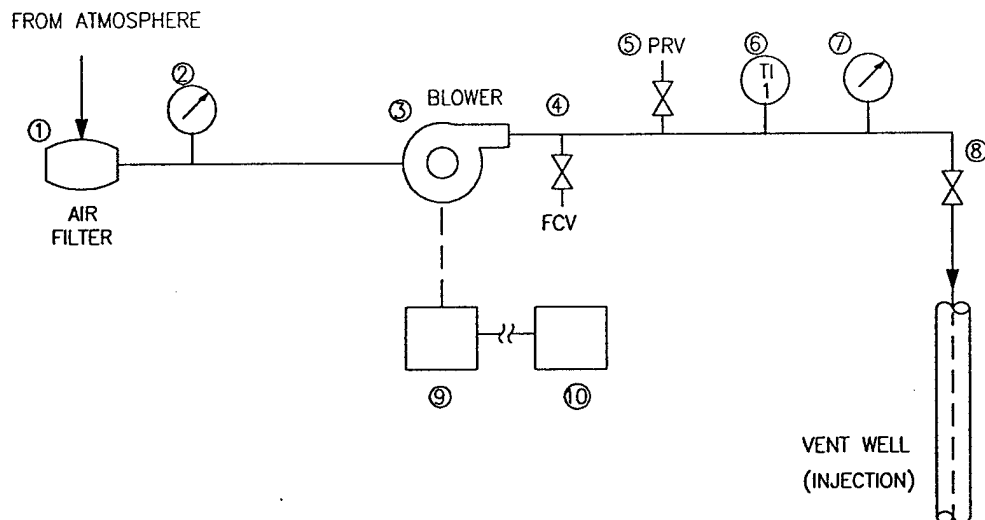 FROM ATMOSPHERE
① AIR
FILTER
②
③ BLOWER
④
FCV
⑤ PRV
⑥
TI
1
⑦
⑧
⑨
⑩
VENT WELL
(INJECTION)